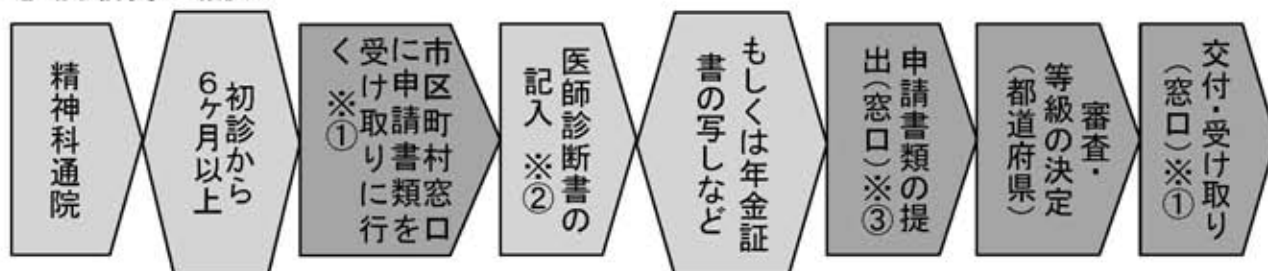 精神科通院
初診から
6ヶ月以上
市区町村窓口
に申請書類を
受け取りに行
く ※①
医師診断書の
記入 ※②
もしくは年金証
書の写しなど
申請書類の提
出（窓口）※③
審査・
等級の決定
（都道府県）
交付・受け取り
（窓口）※①